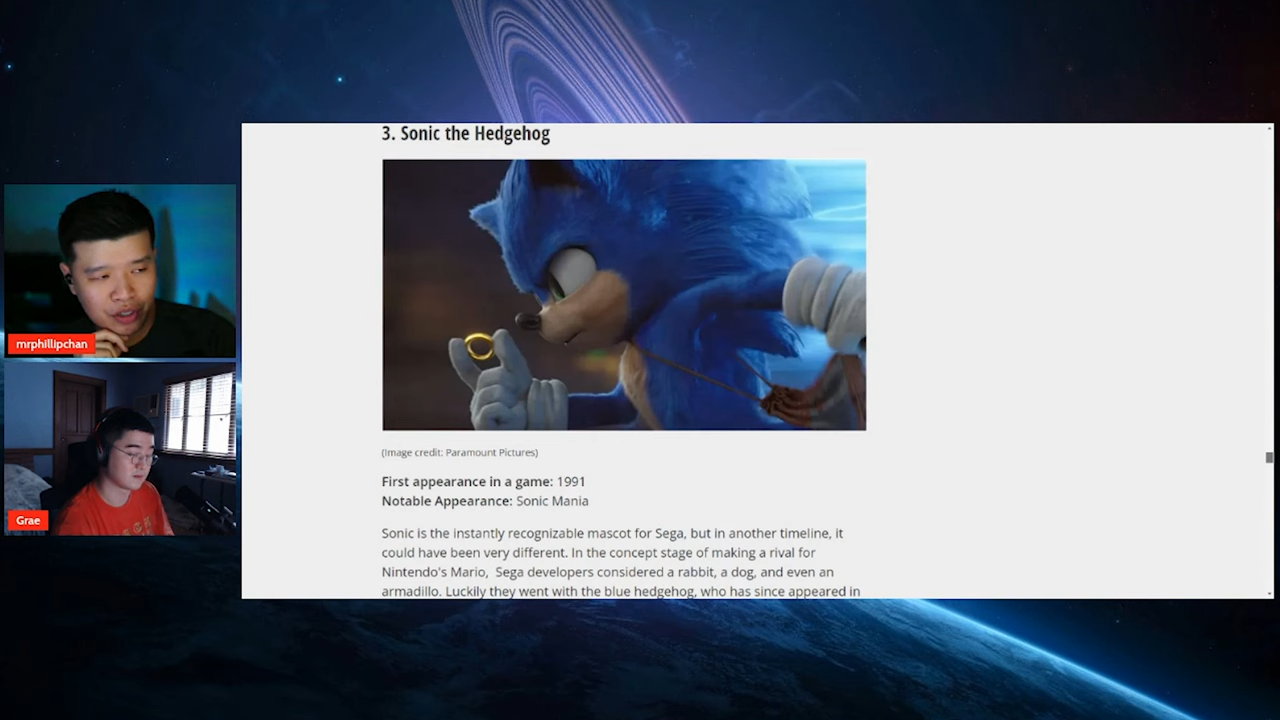 3. Sonic the Hedgehog
mrphillipchan
(Image credit: Paramount Pictures)
First appearance in a game: 1991
Notable Appearance: Sonic Mania
Grae
Sonic is the instantly recognizable mascot for Sega, but in another timeline, it
could have been very different. In the concept stage of making a rival for
Nintendo's Mario, Sega developers considered a rabbit, a dog, and even an
armadillo. Luckily they went with the blue hedgehog, who has since appeared in